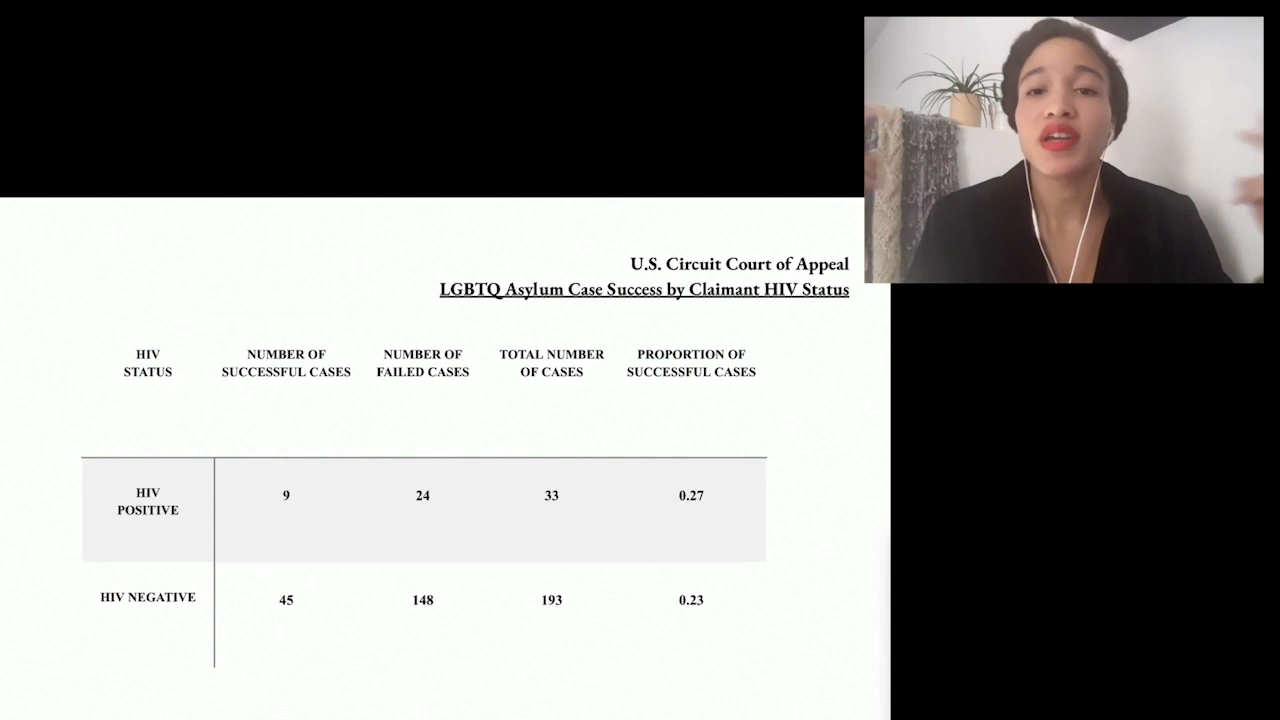 U.S. Circuit Court of Appeal
LGBTQ Asylum Case Success by Claimant HIV Status
HIV STATUS
NUMBER OF SUCCESSFUL CASES
NUMBER OF FAILED CASES
TOTAL NUMBER OF CASES
PROPORTION OF SUCCESSFUL CASES
HIV POSITIVE
9
24
33
0.27
HIV NEGATIVE
45
148
193
0.23